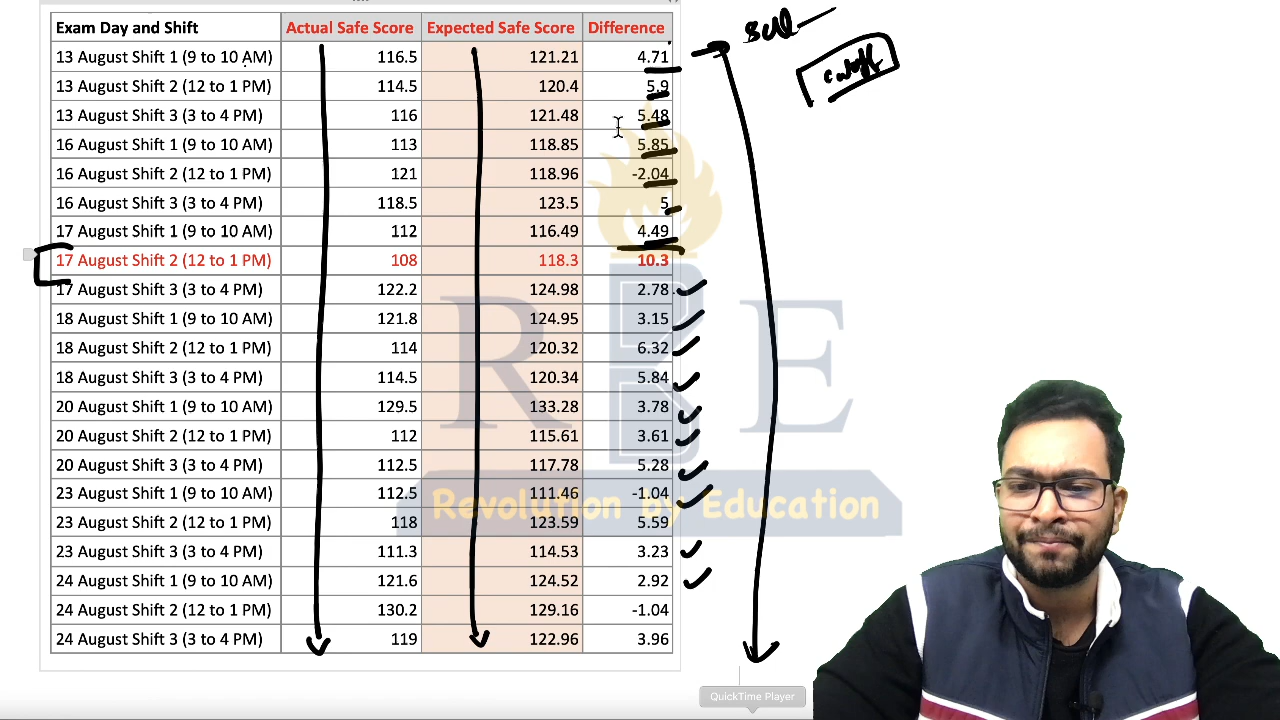 Exam Day and Shift Actual Safe Score Expected Safe Score Difference
13 August Shift 1 (9 to 10 AM) 116.5 121.21 4.71
13 August Shift 2 (12 to 1 PM) 114.5 120.4 5.9
13 August Shift 3 (3 to 4 PM) 116 121.48 5.48
16 August Shift 1 (9 to 10 AM) 113 118.85 5.85
16 August Shift 2 (12 to 1 PM) 121 118.96 -2.04
16 August Shift 3 (3 to 4 PM) 118.5 123.5 5
17 August Shift 1 (9 to 10 AM) 112 116.49 4.49
17 August Shift 2 (12 to 1 PM) 108 118.3 10.3
17 August Shift 3 (3 to 4 PM) 122.2 124.98 2.78
18 August Shift 1 (9 to 10 AM) 121.8 124.95 3.15
18 August Shift 2 (12 to 1 PM) 114 120.32 6.32
18 August Shift 3 (3 to 4 PM) 114.5 120.34 5.84
20 August Shift 1 (9 to 10 AM) 129.5 133.28 3.78
20 August Shift 2 (12 to 1 PM) 112 115.61 3.61
20 August Shift 3 (3 to 4 PM) 112.5 117.78 5.28
23 August Shift 1 (9 to 10 AM) 112.5 111.46 -1.04
23 August Shift 2 (12 to 1 PM) 118 123.59 5.59
23 August Shift 3 (3 to 4 PM) 111.3 114.53 3.23
24 August Shift 1 (9 to 10 AM) 121.6 124.52 2.92
24 August Shift 2 (12 to 1 PM) 130.2 129.16 -1.04
24 August Shift 3 (3 to 4 PM) 119 122.96 3.96
cutoff
RBE
Revolution by Education
QuickTime Player